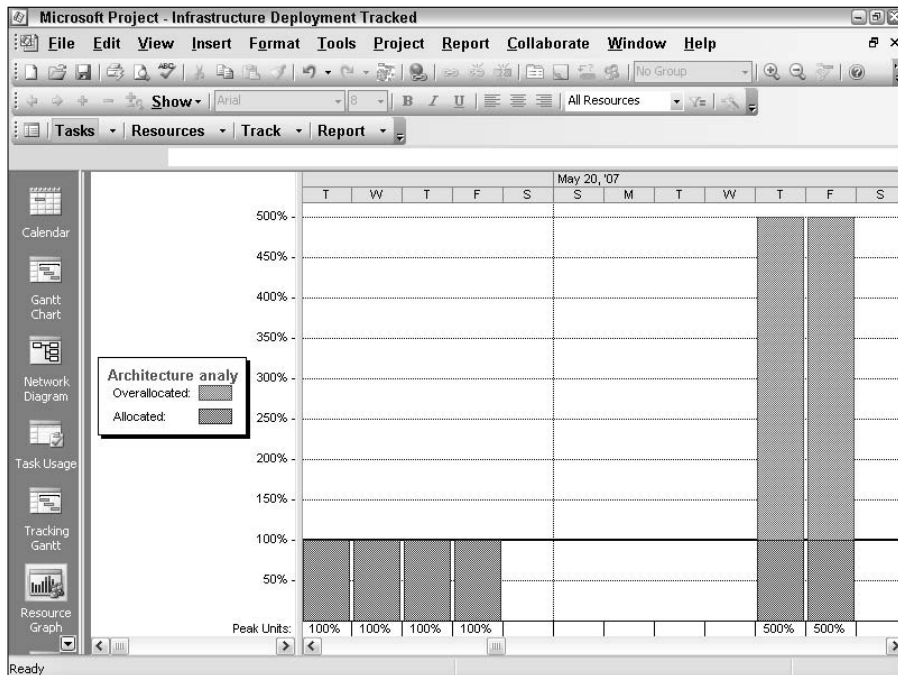 Microsoft Project - Infrastructure Deployment Tracked
File Edit View Insert Format Tools Project Report Collaborate Window Help
No Group
Show Arial 8 B I U All Resources
Tasks Resources Track Report
May 20, '07
T W T F S S M T W T F S
Calendar
Gantt
Chart
Network
Diagram
Task Usage
Tracking
Gantt
Resource
Graph
500%
450%
400%
350%
300%
250%
200%
150%
100%
50%
Architecture analy
Overallocated:
Allocated:
Peak Units: 100% 100% 100% 100% 500% 500%
Ready